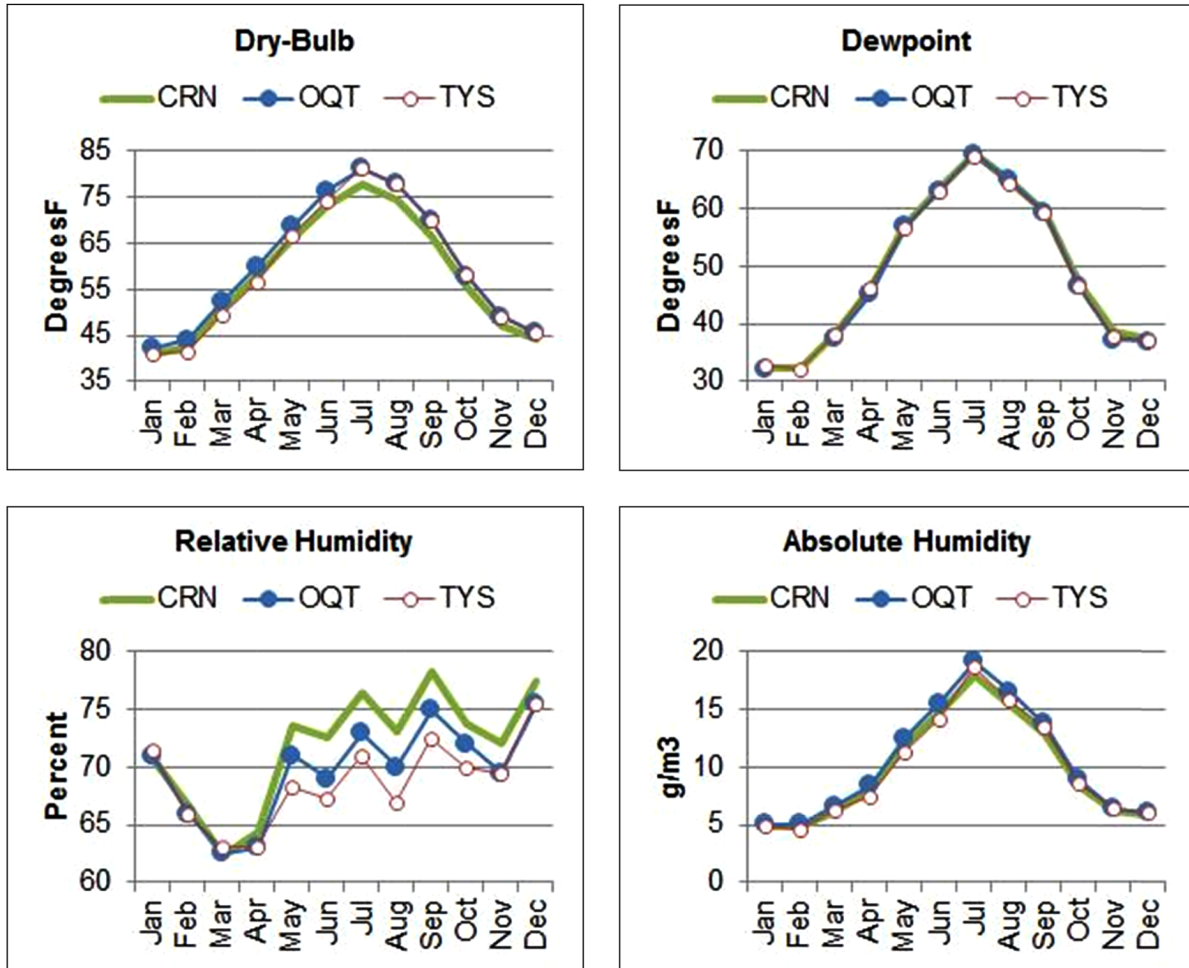 Dry-Bulb
CRN OQT TYS
DegreesF
85
75
65
55
45
35
Jan Feb Mar Apr May Jun Jul Aug Sep Oct Nov Dec
Dewpoint
CRN OQT TYS
DegreesF
70
60
50
40
30
Jan Feb Mar Apr May Jun Jul Aug Sep Oct Nov Dec
Relative Humidity
CRN OQT TYS
Percent
80
75
70
65
60
Jan Feb Mar Apr May Jun Jul Aug Sep Oct Nov Dec
Absolute Humidity
CRN OQT TYS
g/m3
20
15
10
5
0
Jan Feb Mar Apr May Jun Jul Aug Sep Oct Nov Dec